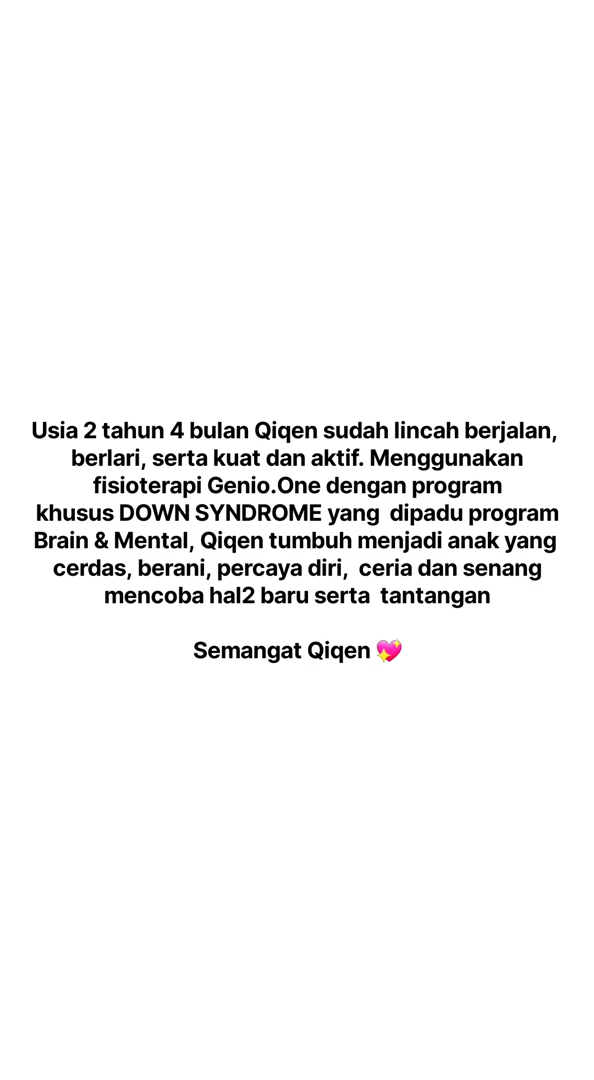 Usia 2 tahun 4 bulan Qiqen sudah lincah berjalan,
berlari, serta kuat dan aktif. Menggunakan
fisioterapi Genio.One dengan program
khusus DOWN SYNDROME yang  dipadu program
Brain & Mental, Qiqen tumbuh menjadi anak yang
cerdas, berani, percaya diri,  ceria dan senang
mencoba hal2 baru serta  tantangan
Semangat Qiqen 💖